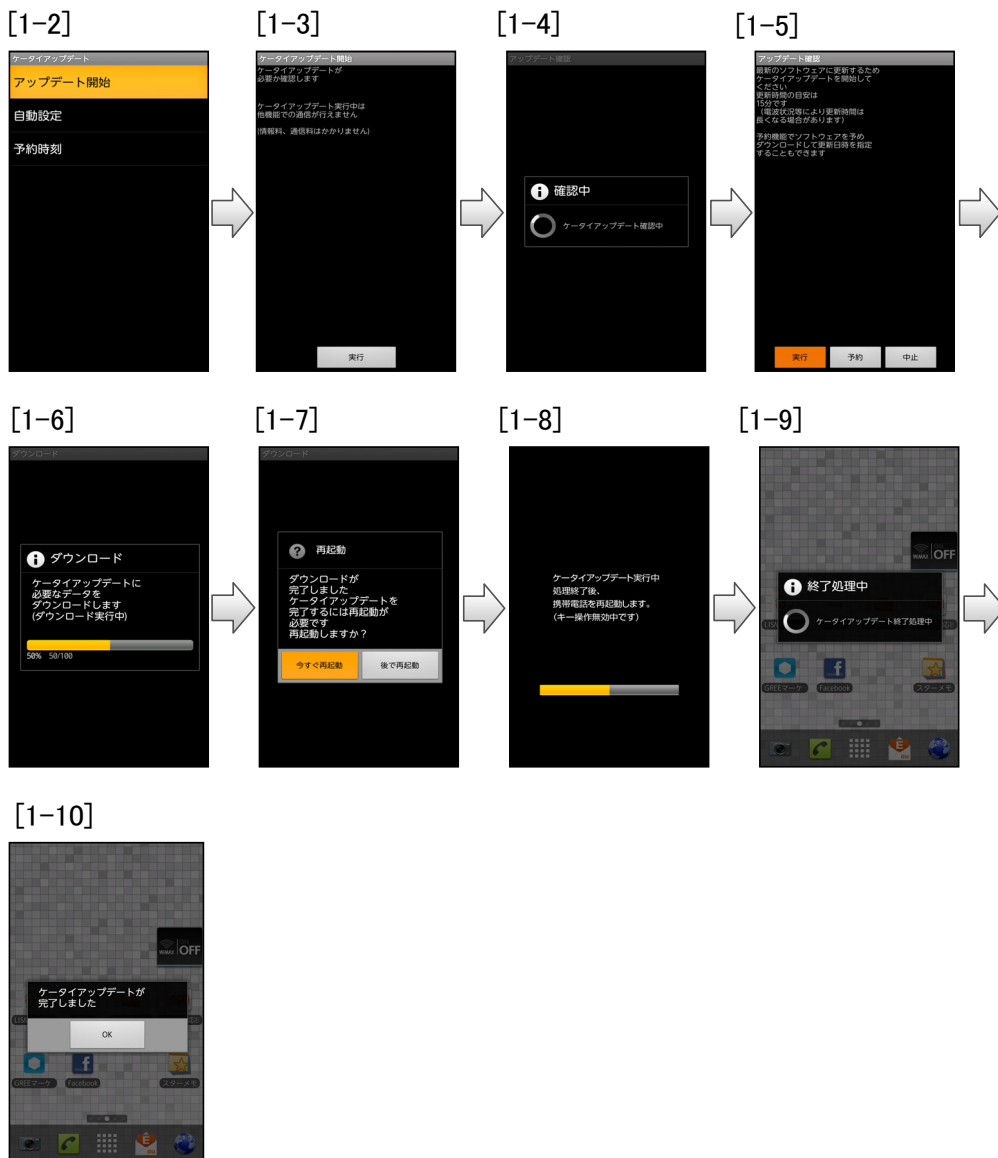 [1-2]
ケータイアップデート
アップデート開始
自動設定
予約時刻
[1-3]
ケータイアップデート開始
ケータイアップデートが
必要か確認します
ケータイアップデート実行中は
他機能での通信が行えません
(情報料、通信料はかかりません)
実行
[1-4]
アップデート確認
確認中
ケータイアップデート確認中
[1-5]
アップデート確認
最新のソフトウェアに更新するため
ケータイアップデートを開始して
ください
更新時間の目安は
15分です
（電波状況等により更新時間は
長くなる場合があります）
予約機能でソフトウェアを予め
ダウンロードして更新日時を指定
することもできます
実行 予約 中止
[1-6]
ダウンロード
ダウンロード
ケータイアップデートに
必要なデータを
ダウンロードします
(ダウンロード実行中)
50% 50/100
[1-7]
ダウンロード
再起動
ダウンロードが
完了しました
ケータイアップデートを
完了するには再起動が
必要です
再起動しますか？
今すぐ再起動 後で再起動
[1-8]
ケータイアップデート実行中
処理終了後、
携帯電話を再起動します。
(キー操作無効中です)
[1-9]
WiMAX OFF
終了処理中
ケータイアップデート終了処理中
GREEマーケ Facebook スターメモ
[1-10]
WiMAX OFF
ケータイアップデートが
完了しました
OK
GREEマーケ Facebook スターメモ